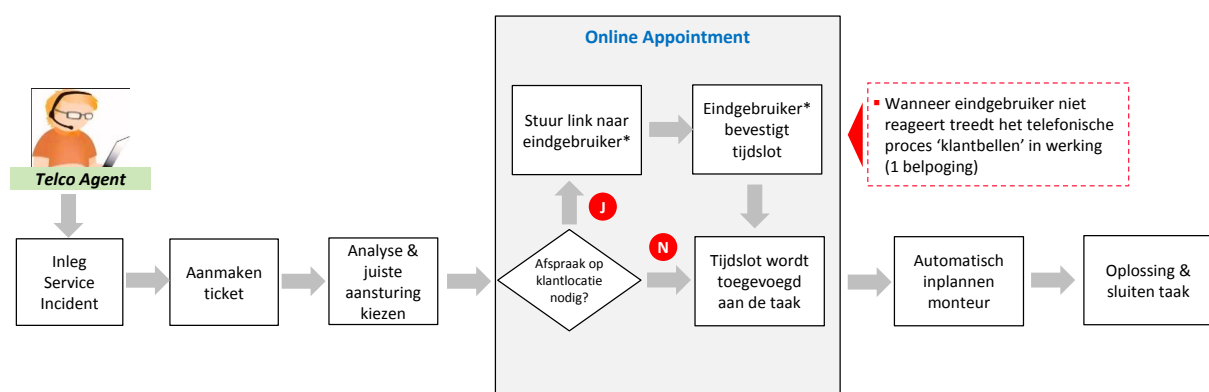 Online Appointment
Stuur link naar
eindgebruiker*
Eindgebruiker*
bevestigt
tijdslot
▪ Wanneer eindgebruiker niet
reageert treedt het telefonische
proces ‘klantbellen’ in werking
(1 belpoging)
Telco Agent
J
N
Inleg
Service
Incident
Aanmaken
ticket
Analyse &
juiste
aansturing
kiezen
Afspraak op
klantlocatie
nodig?
Tijdslot wordt
toegevoegd
aan de taak
Automatisch
inplannen
monteur
Oplossing &
sluiten taak